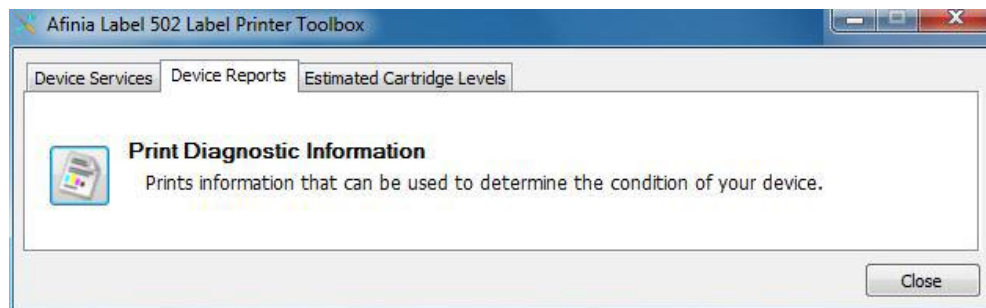 Afinia Label 502 Label Printer Toolbox
Device Services Device Reports Estimated Cartridge Levels
Print Diagnostic Information
Prints information that can be used to determine the condition of your device.
Close